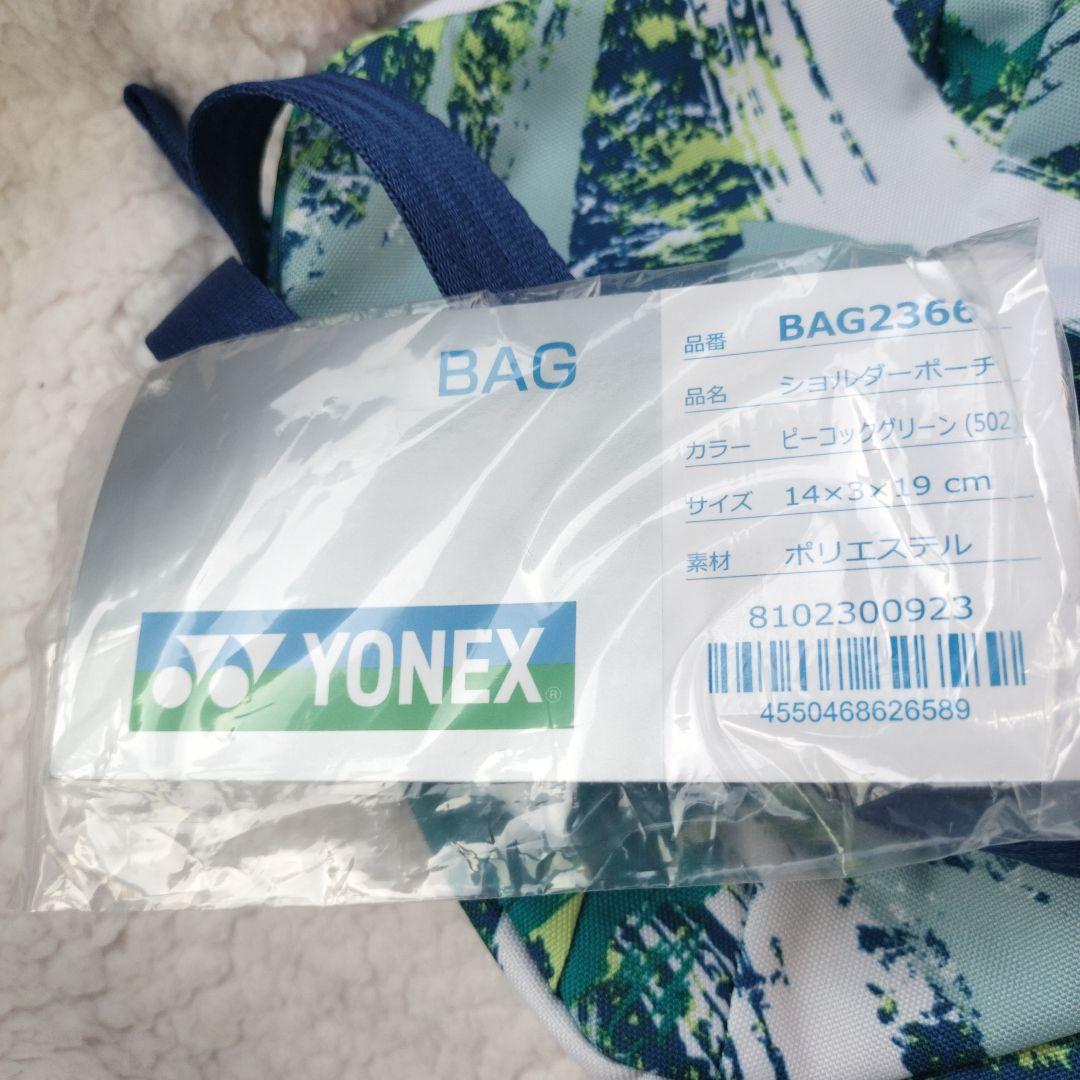 BAG
YONEX
®
品番 BAG2366
品名 ショルダーポーチ
カラー ピーコックグリーン (502)
サイズ 14×3×19 cm
素材 ポリエステル
8102300923
4550468626589